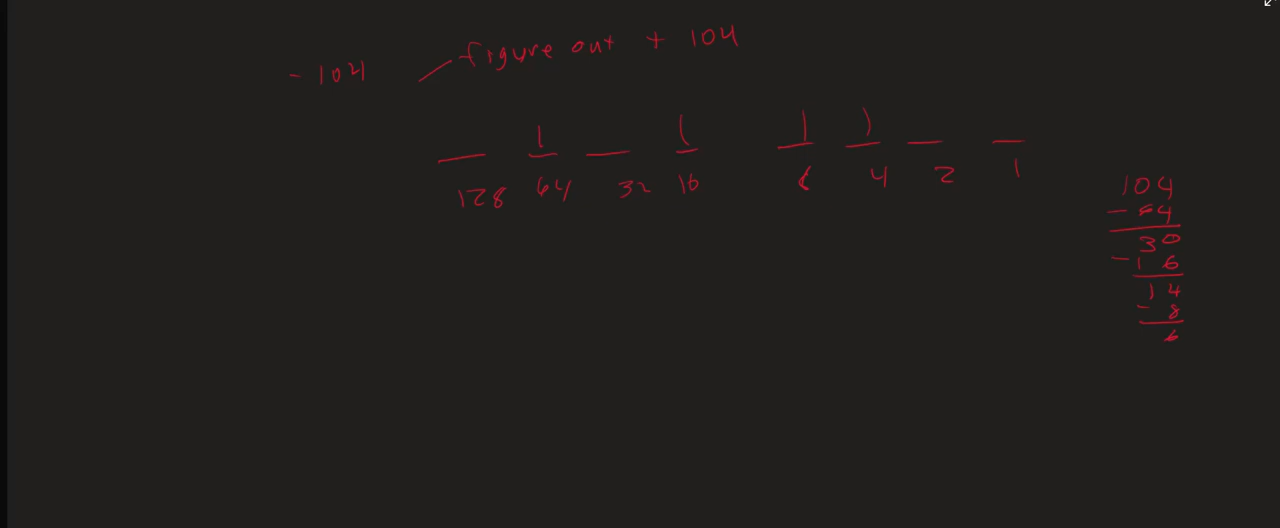 figure out + 104
- 104
1 1 1 1
128 64 32 16 8 4 2 1
104
- 64
30
- 16
14
- 8
6